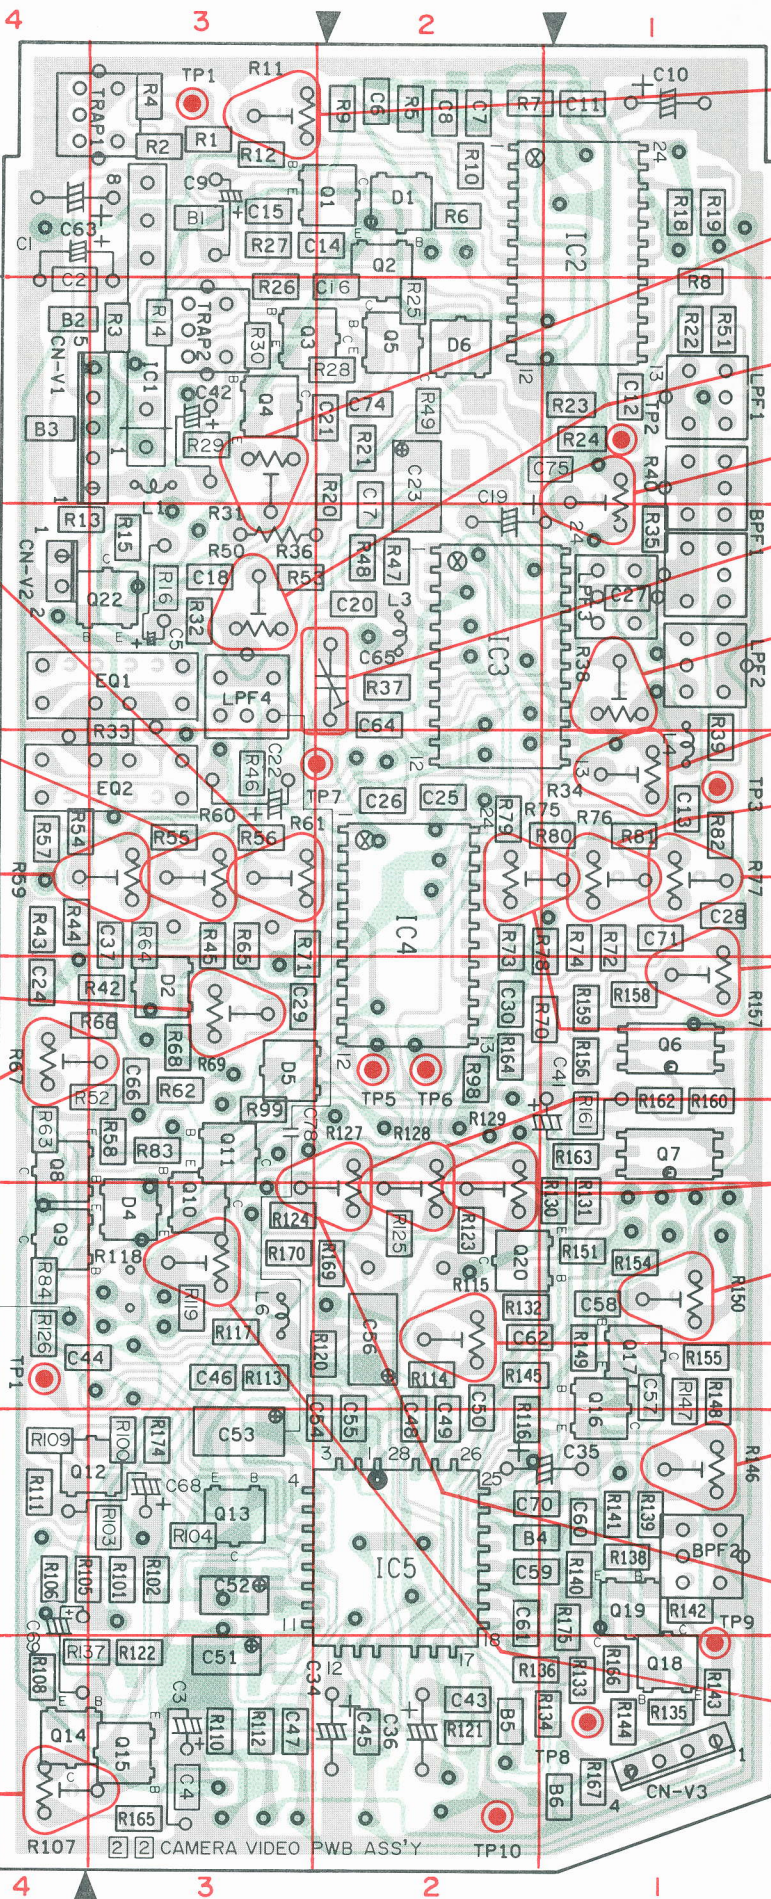 4 3 2 1
TP1 R11 C10
TRAP1 R4 R9 C6 R5 C8 C7 R7 C11
R2 R1 R12 R10 1 24
8 C9 B E Q1 C D1 IC2
C63 B1 C15 R6 R18 R19
C1 R27 C14 E Q2
C2 R26 C16 R25 R8
B2 R3 R14 TRAP2 R30 B Q3 C E Q5 D6 R22 R51
CN-V1 5 IC1 C42 R28 C 12 13 LPF1
B3 Q4 C21 C74 R49 R23 C12 TP2
R29 E R21 R24
1 C23 C75 R40
1 L1 R31 R20 C17 C19 BPF1
R13 R15 R50 R36 24 R35
CN-V2 1 2 C R16 C18 R53 R48 R47 1
Q22 R32 C20 L3 IC3 LPF3 C27
B E C5 C65 R38 LPF2
EQ1 LPF4 R37
R33 C64 L4 R39
EQ2 R46 C22 12 13 R34
TP7 C26 C25 TP3
R57 R54 R55 R60 R56 R61 1 24 R79 R75 R80 R76 R81 C13 R82
R59 R77
R43 R44 C37 R64 R45 R65 R71 IC4 R73 R78 R74 R72 C71 C28
C24 R42 D2 C29 C30 R70 R159 R158 R157
R66 R68 R69 D5 12 13 R164 Q6
R67 R52 C66 R62 TP5 TP6 R98 C41 R156
R99 C78 R161 R162 R160
R63 R58 R83 Q11 R127 R128 R129 R163 Q7
E Q8 B C
Q9 D4 Q10 R124 R125 R123 R130 R131
C E B R118 R170 R169 C Q20 E B R151 R154
R84 R119 L6 R115 R132 C58 R150
R126 R117 R120 C56 C62 R149 Q17 R155
TP1 C44 C46 R113 R114 R145 B E Q16 C C57 R147 R148
R109 R100 R174 C53 C54 C55 C48 C49 C50 R116
Q12 3 1 28 26 C35 R146
R111 C68 E B 4 25
R103 Q13 R104 C C70 C60 R141 R139
B4 R138 BPF2
R106 R105 R101 R102 C52 IC5 C59 R140 E B
11 Q19 R142
C69 C61 R175 C TP9
R137 R122 C51 18
R108 C34 12 17 R136 R133 R166 Q18
E B C3 E C43 R134 R144 B E R143
Q14 C Q15 R110 R112 C47 C45 C36 R121 B5 R135
C B TP8
C4 B6 R167 4 CN-V3 1
R107 R165 TP10
2 2 CAMERA VIDEO PWB ASS'Y
4 3 2 1